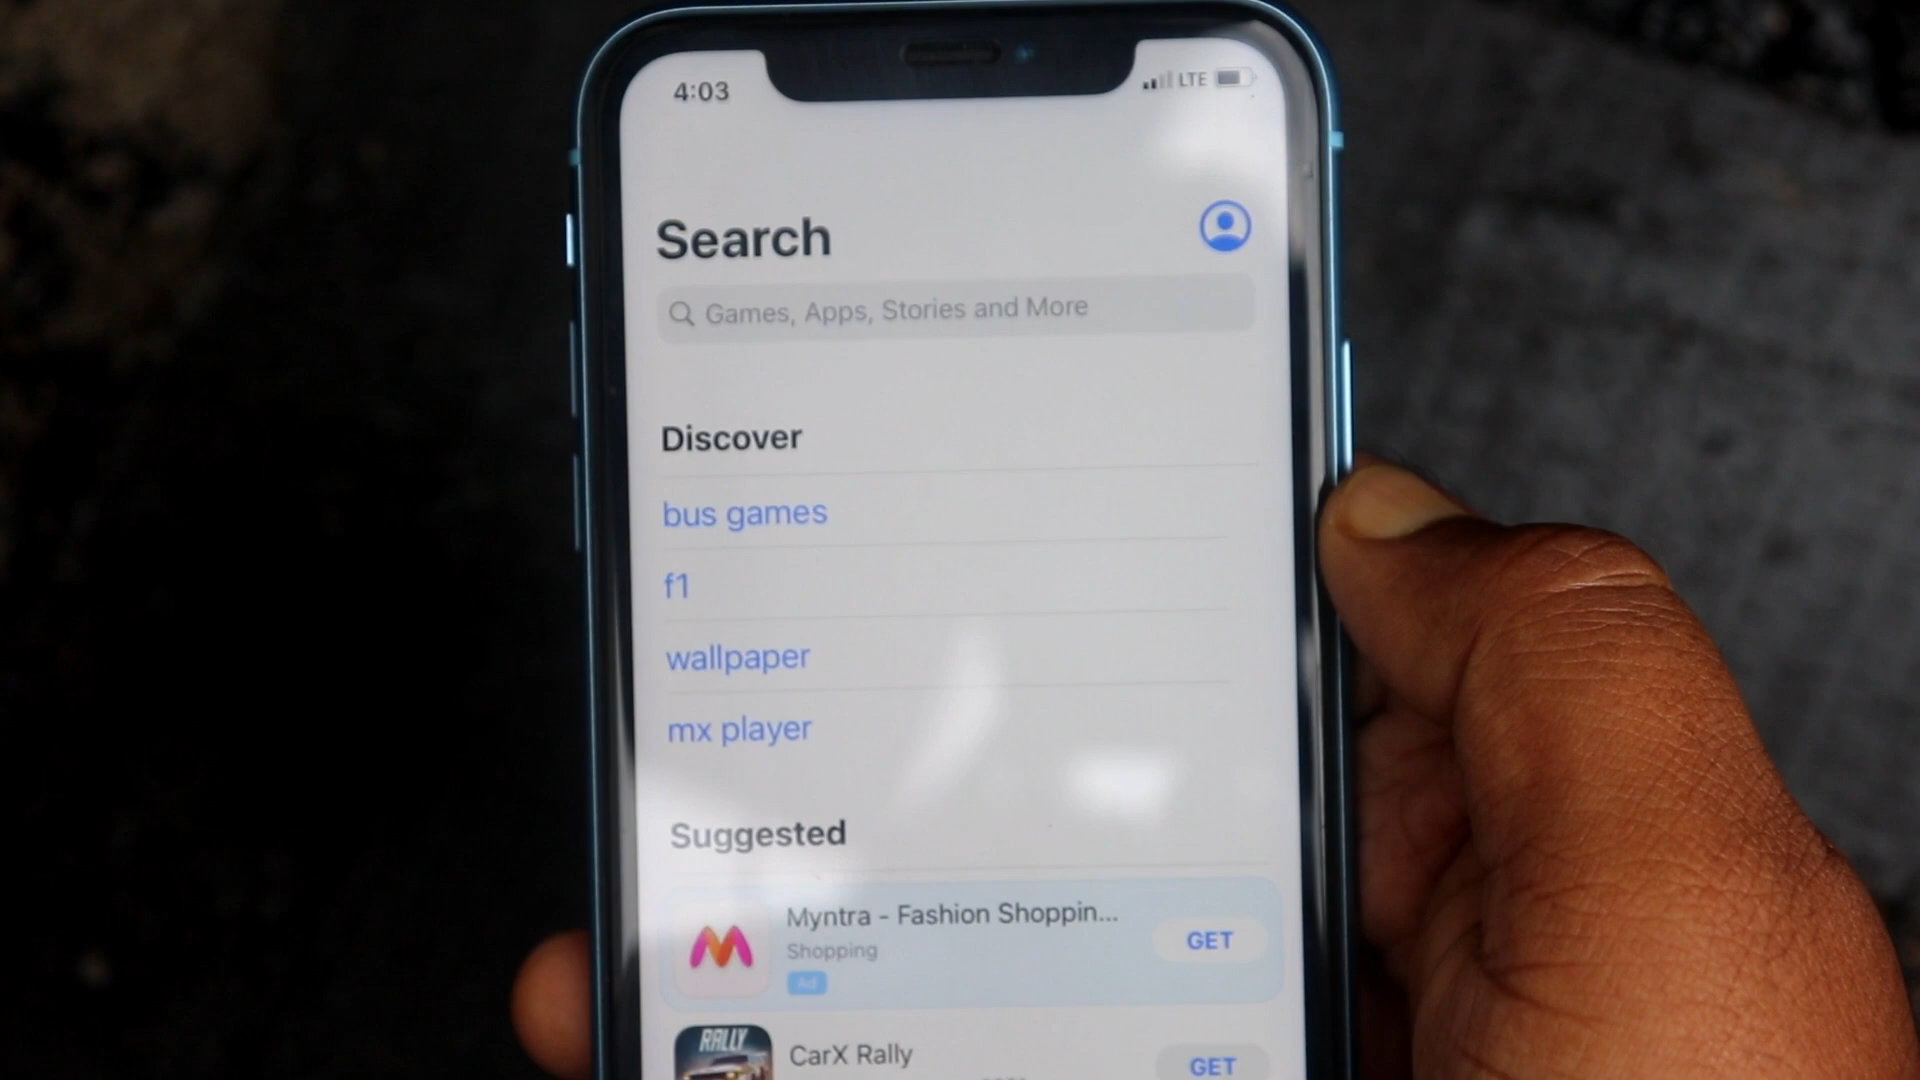 4:03
LTE
Search
Games, Apps, Stories and More
Discover
bus games
f1
wallpaper
mx player
Suggested
Myntra - Fashion Shoppin...
Shopping
Ad
GET
RALLY
CarX Rally
GET